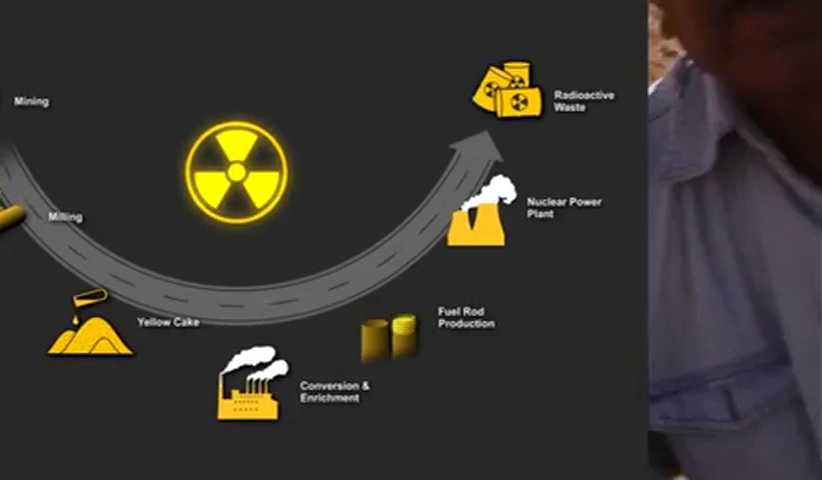 Mining
Milling
Yellow Cake
Conversion &
Enrichment
Fuel Rod
Production
Nuclear Power
Plant
Radioactive
Waste